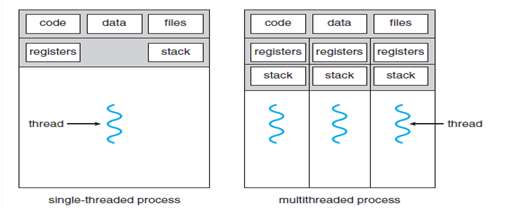 code data files
registers stack
thread
single-threaded process
code data files
registers registers registers
stack stack stack
thread
multithreaded process